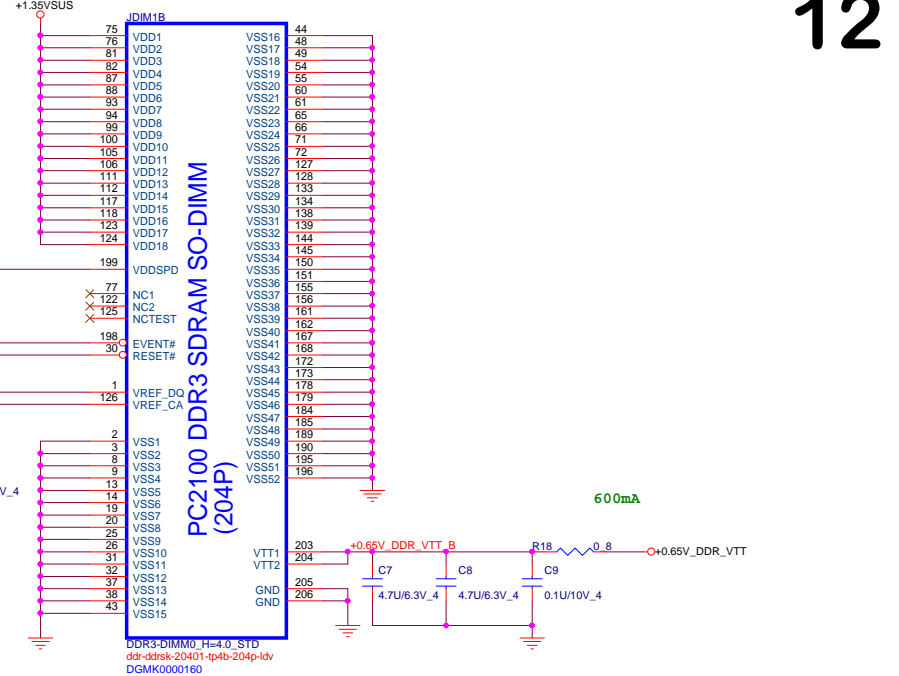 12
+1.35VSUS
JDIM1B
75 VDD1
76 VDD2
81 VDD3
82 VDD4
87 VDD5
88 VDD6
93 VDD7
94 VDD8
99 VDD9
100 VDD10
105 VDD11
106 VDD12
111 VDD13
112 VDD14
117 VDD15
118 VDD16
123 VDD17
124 VDD18
199 VDDSPD
77 NC1
122 NC2
125 NCTEST
198 EVENT#
30 RESET#
1 VREF_DQ
126 VREF_CA
2 VSS1
3 VSS2
8 VSS3
9 VSS4
13 VSS5
14 VSS6
19 VSS7
20 VSS8
25 VSS9
26 VSS10
31 VSS11
32 VSS12
37 VSS13
38 VSS14
43 VSS15
V_4
PC2100 DDR3 SDRAM SO-DIMM
(204P)
VSS16 44
VSS17 48
VSS18 49
VSS19 54
VSS20 55
VSS21 60
VSS22 61
VSS23 65
VSS24 66
VSS25 71
VSS26 72
VSS27 127
VSS28 128
VSS29 133
VSS30 134
VSS31 138
VSS32 139
VSS33 144
VSS34 145
VSS35 150
VSS36 151
VSS37 155
VSS38 156
VSS39 161
VSS40 162
VSS41 167
VSS42 168
VSS43 172
VSS44 173
VSS45 178
VSS46 179
VSS47 184
VSS48 185
VSS49 189
VSS50 190
VSS51 195
VSS52 196
VTT1 203
VTT2 204
GND 205
GND 206
600mA
+0.65V_DDR_VTT_B
R18 0_8
+0.65V_DDR_VTT
C7
4.7U/6.3V_4
C8
4.7U/6.3V_4
C9
0.1U/10V_4
DDR3-DIMM0_H=4.0_STD
ddr-ddrsk-20401-tp4b-204p-ldv
DGMK0000160